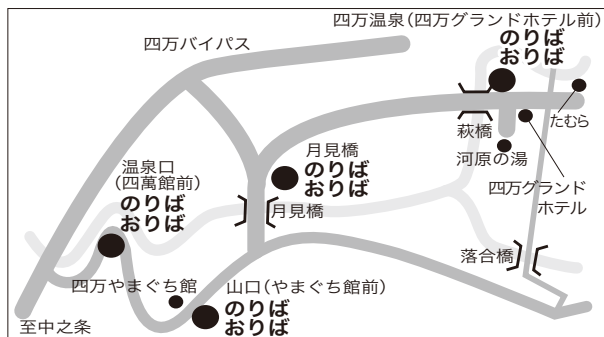 四万温泉(四万グランドホテル前)
のりば
おりば
四万バイパス
たむら
萩橋
河原の湯
四万グランド
ホテル
月見橋
のりば
おりば
温泉口
(四萬館前)
のりば
おりば
月見橋
落合橋
四万やまぐち館
山口(やまぐち館前)
のりば
おりば
至中之条